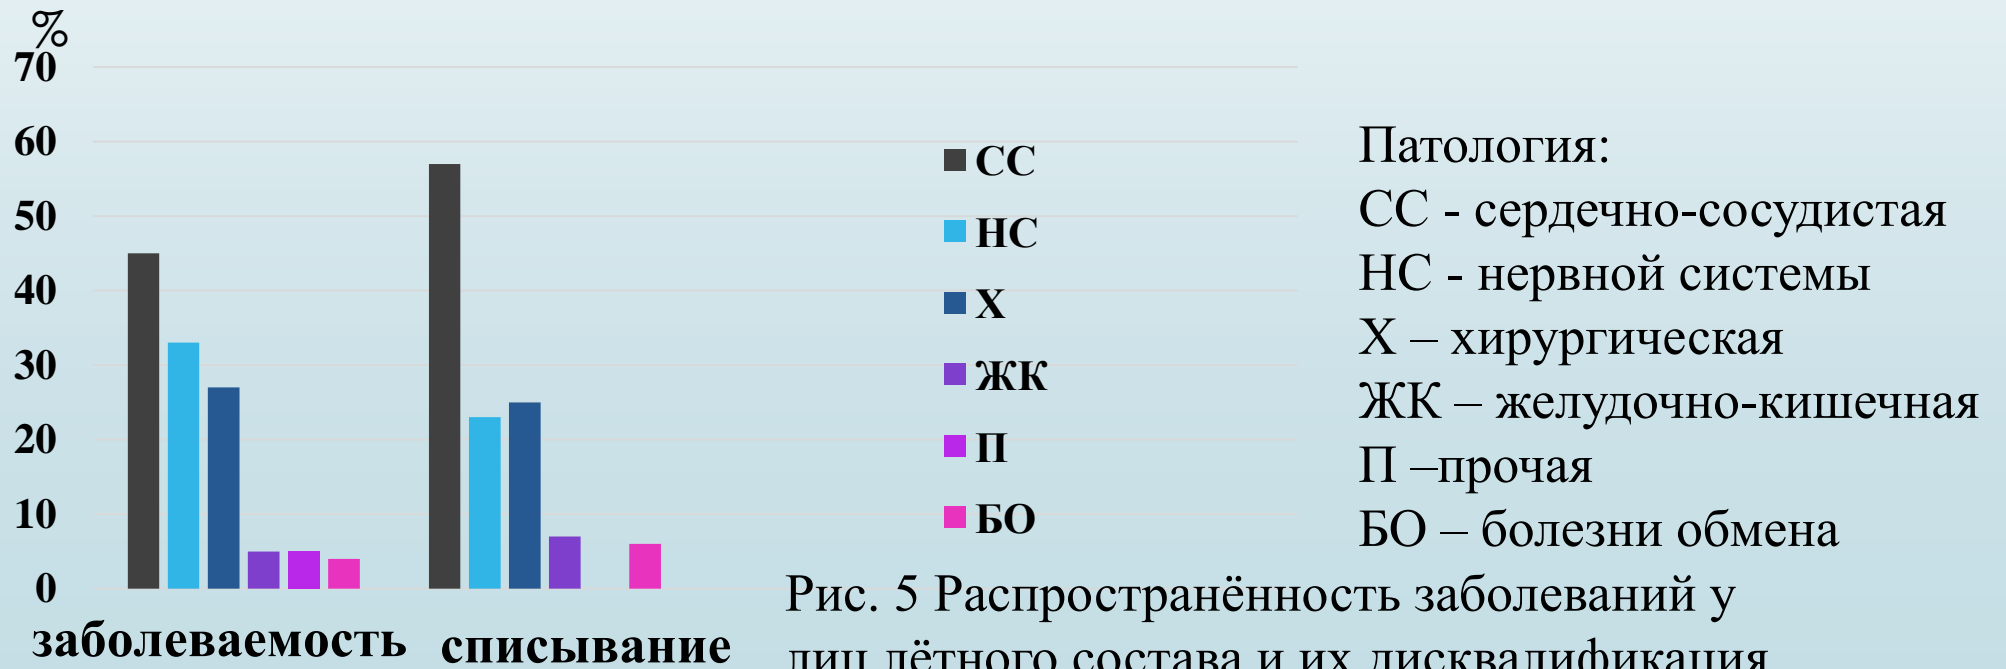 %
70
60
50
40
30
20
10
0
заболеваемость списывание
СС
НС
Х
ЖК
П
БО
Патология:
СС - сердечно-сосудистая
НС - нервной системы
Х – хирургическая
ЖК – желудочно-кишечная
П –прочая
БО – болезни обмена
Рис. 5 Распространённость заболеваний у
лиц лётного состава и их дисквалификация